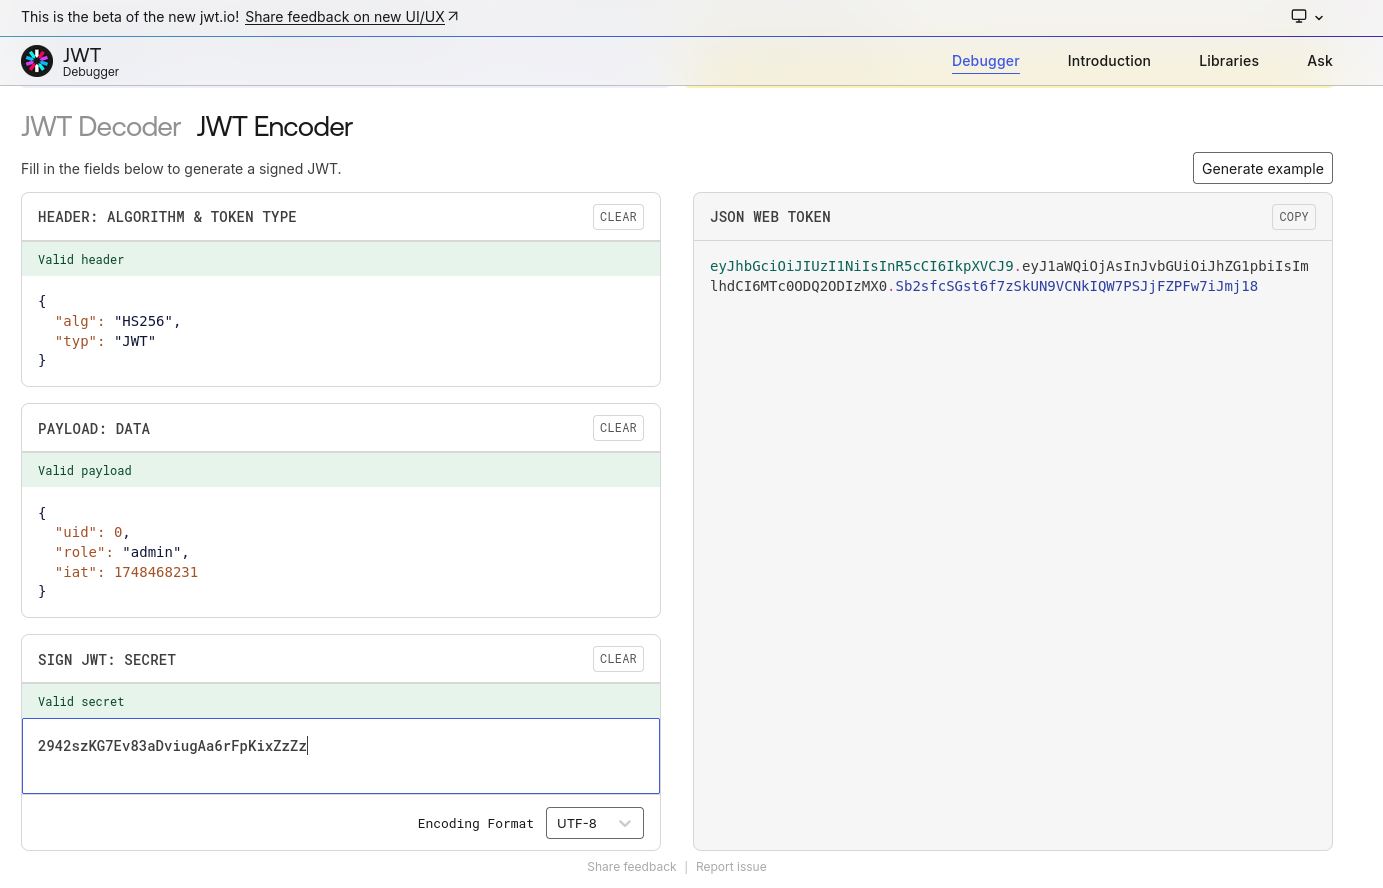 This is the beta of the new jwt.io! Share feedback on new UI/UX
JWT
Debugger
Debugger Introduction Libraries Ask
JWT Decoder JWT Encoder
Fill in the fields below to generate a signed JWT.
Generate example
HEADER: ALGORITHM & TOKEN TYPE
CLEAR
Valid header
{
"alg": "HS256",
"typ": "JWT"
}
PAYLOAD: DATA
CLEAR
Valid payload
{
"uid": 0,
"role": "admin",
"iat": 1748468231
}
SIGN JWT: SECRET
CLEAR
Valid secret
2942szKG7Ev83aDviugAa6rFpKixZzZz
Encoding Format UTF-8
JSON WEB TOKEN
COPY
eyJhbGciOiJIUzI1NiIsInR5cCI6IkpXVCJ9.eyJ1aWQiOjAsInJvbGUiOiJhZG1pbiIsIm
lhdCI6MTc0ODQ2ODIzMX0.Sb2sfcSGst6f7zSkUN9VCNkIQW7PSJjFZPFw7iJmj18
Share feedback | Report issue